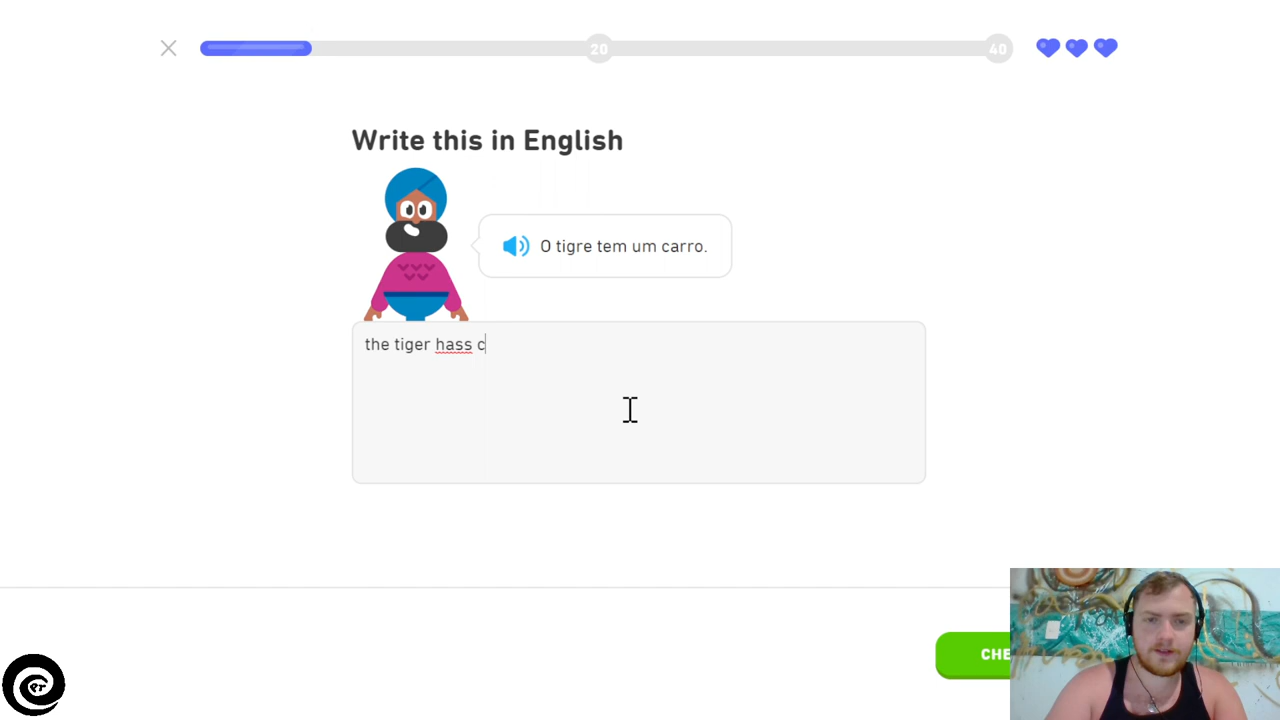 20
40
Write this in English
O tigre tem um carro.
the tiger hass c
CHE